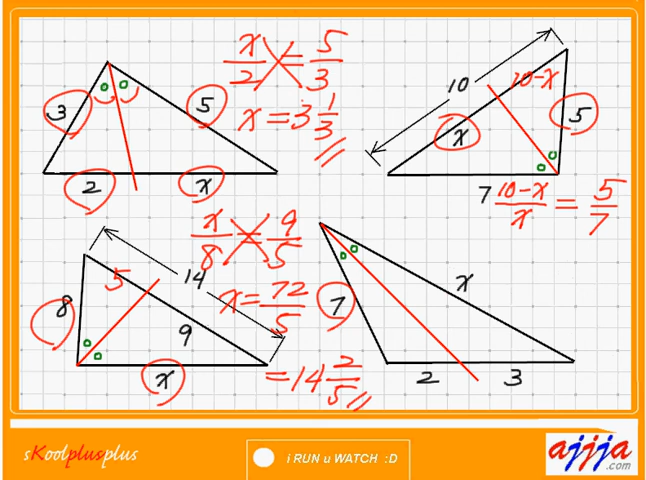 x/2 = 5/3
x = 3 1/3
3
5
2
x
10
10-x
x
5
7
(10-x)/x = 5/7
x/8 = 9/5
x = 72/5
= 14 2/5
5
14
8
9
x
7
x
2
3
sKoolplusplus
i RUN u WATCH :D
ajjja
.com